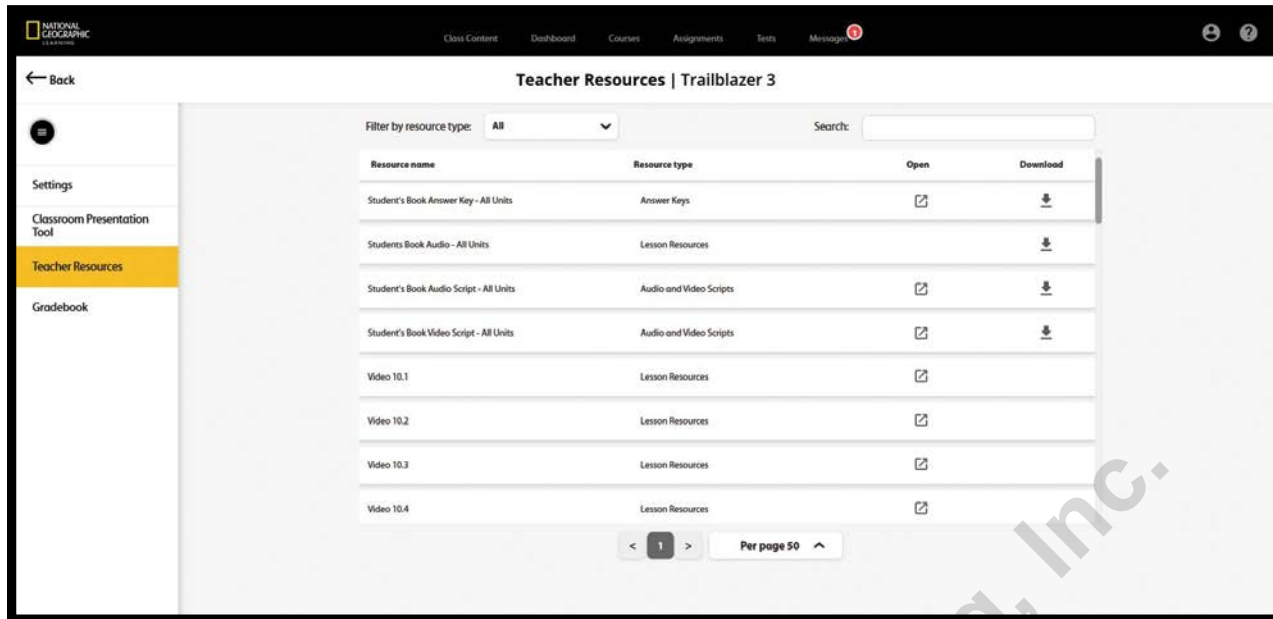 NATIONAL
GEOGRAPHIC
LEARNING
Class Content Dashboard Courses Assignments Tests Messages 1
Back
Teacher Resources | Trailblazer 3
Filter by resource type: All Search:
Resource name Resource type Open Download
Settings
Student's Book Answer Key - All Units Answer Keys
Classroom Presentation
Tool
Students Book Audio - All Units Lesson Resources
Teacher Resources
Student's Book Audio Script - All Units Audio and Video Scripts
Gradebook
Student's Book Video Script - All Units Audio and Video Scripts
Video 10.1 Lesson Resources
Video 10.2 Lesson Resources
Video 10.3 Lesson Resources
Video 10.4 Lesson Resources
< 1 > Per page 50
Inc.